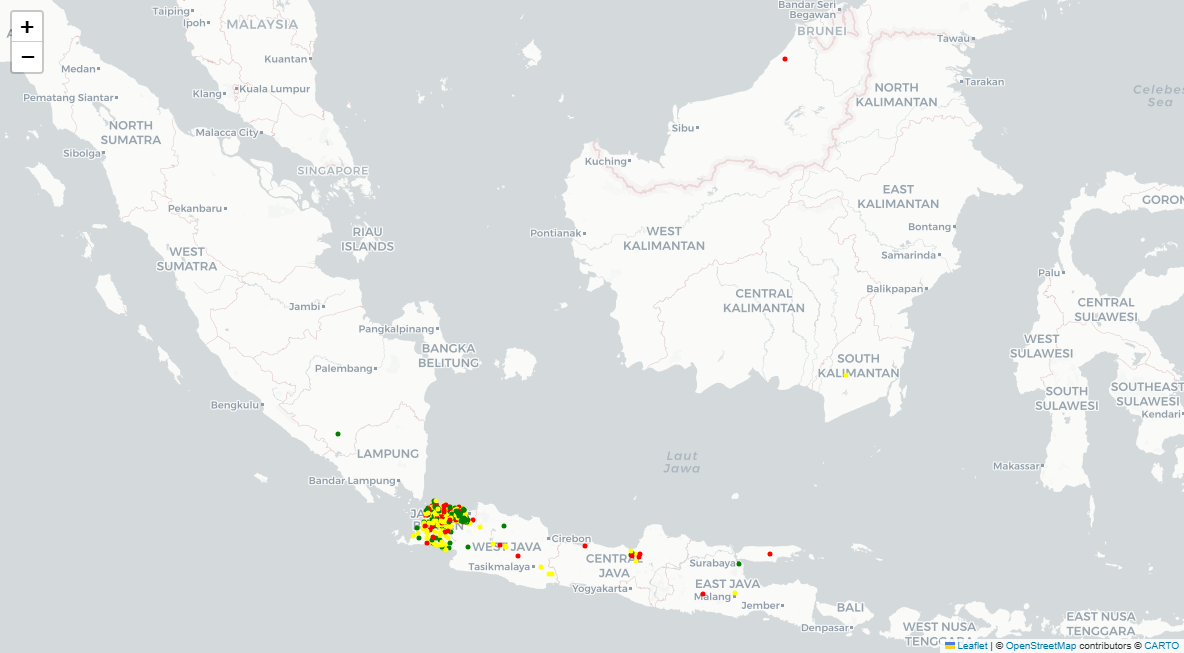 +
−
Taiping
Ipoh
MALAYSIA
Bandar Seri
Begawan
BRUNEI
Tawau
Kuantan
Medan
Tarakan
Pematang Siantar
Klang
Kuala Lumpur
NORTH
KALIMANTAN
Celebes
Sea
NORTH
SUMATRA
Malacca City
Sibu
Sibolga
Kuching
SINGAPORE
EAST
KALIMANTAN
GORON
Pekanbaru
RIAU
ISLANDS
Pontianak
WEST
KALIMANTAN
Bontang
WEST
SUMATRA
Samarinda
Palu
Balikpapan
CENTRAL
KALIMANTAN
CENTRAL
SULAWESI
Jambi
Pangkalpinang
BANGKA
BELITUNG
WEST
SULAWESI
SOUTH
KALIMANTAN
Palembang
SOUTH
SULAWESI
SOUTHEAST
SULAWESI
Kendari
Bengkulu
LAMPUNG
Laut
Jawa
Makassar
Bandar Lampung
WEST JAVA
Cirebon
Tasikmalaya
CENTRAL
JAVA
Yogyakarta
Surabaya
EAST JAVA
Malang
Jember
BALI
Denpasar
WEST NUSA
TENGGARA
EAST NUSA
TENGGARA
Leaflet | © OpenStreetMap contributors © CARTO